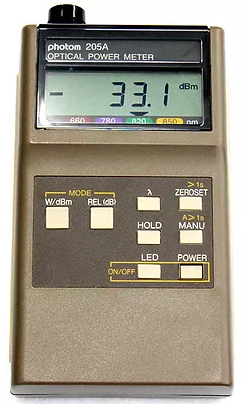 photom 205A
OPTICAL POWER METER
- 33.1 dBm
660 780 820 850 nm
MODE
W/dBm REL(dB)
λ
>1s
ZEROSET
HOLD
A>1s
MANU
ON/OFF
LED POWER